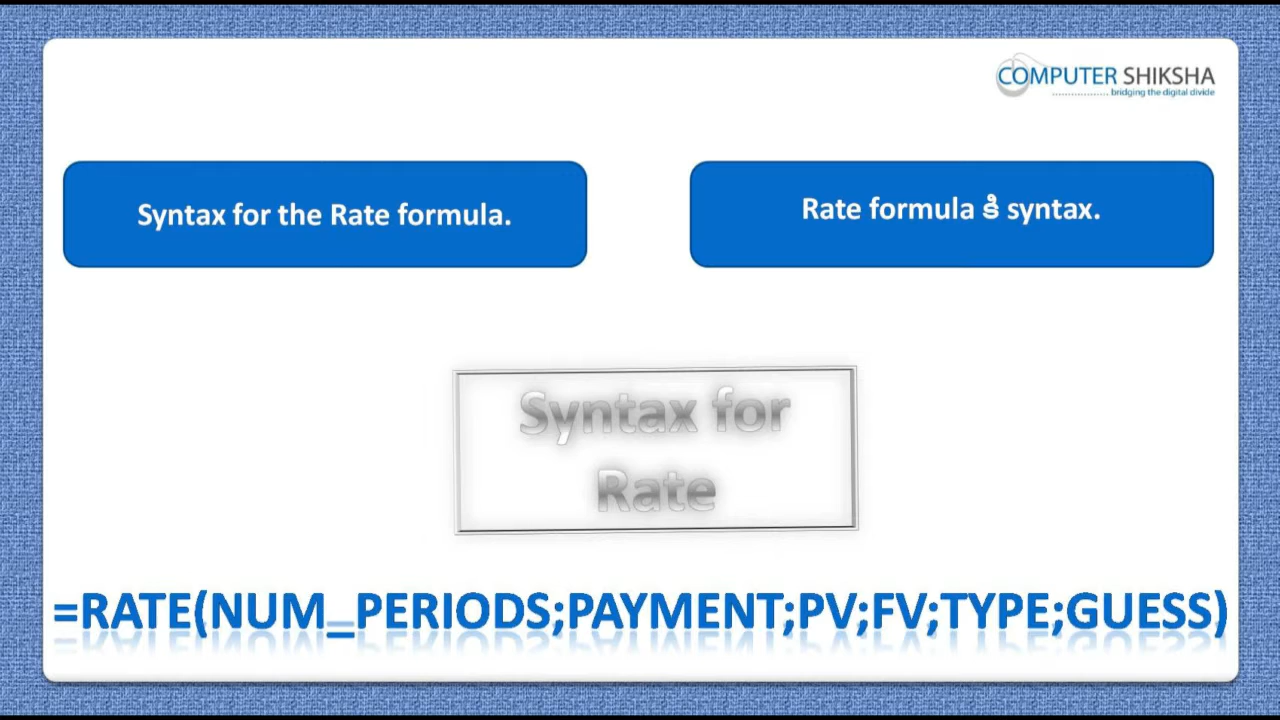 COMPUTER SHIKSHA
bridging the digital divide
Syntax for the Rate formula.
Rate formula కి syntax.
Syntax for
Rate
=RATE(NUM_PERIODS;PAYMENT;PV;FV;TYPE;GUESS)